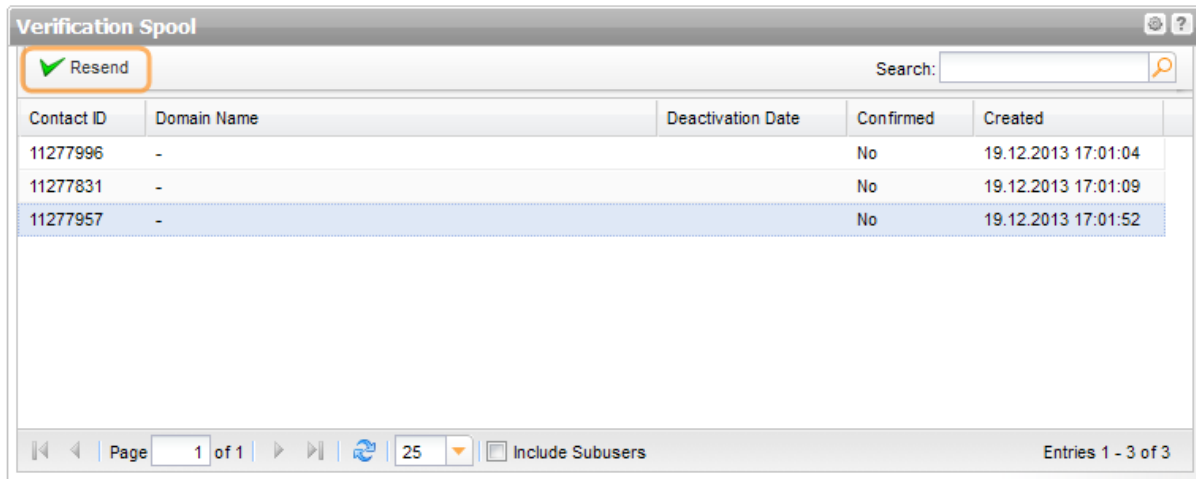 Verification Spool ?
Resend Search:
Contact ID Domain Name Deactivation Date Confirmed Created
11277996 - No 19.12.2013 17:01:04
11277831 - No 19.12.2013 17:01:09
11277957 - No 19.12.2013 17:01:52
Page 1 of 1 25 Include Subusers Entries 1 - 3 of 3